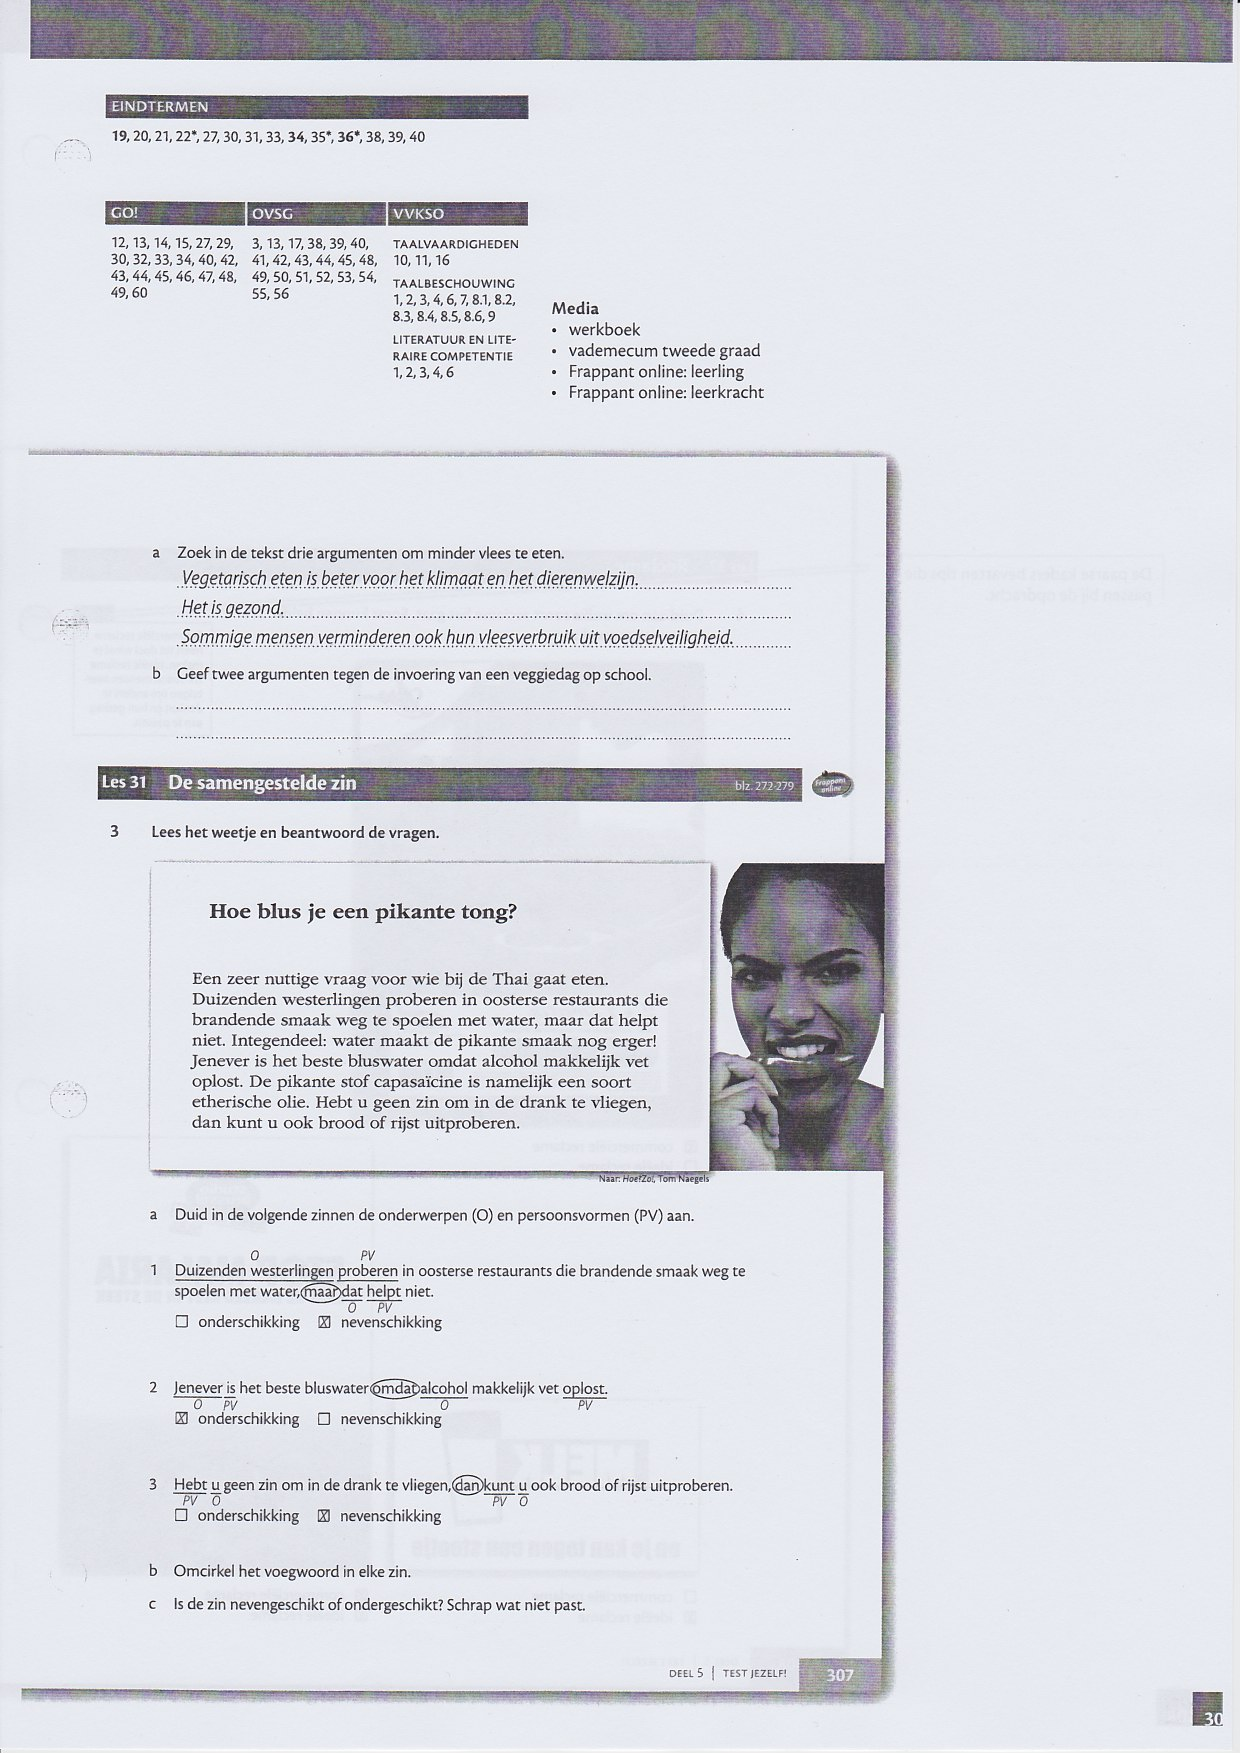 EINDTERMEN
19, 20, 21, 22*, 27, 30, 31, 33, 34, 35*, 36*, 38, 39, 40
GO!
12, 13, 14, 15, 27, 29,
30, 32, 33, 34, 40, 42,
43, 44, 45, 46, 47, 48,
49, 60
OVSG
3, 13, 17, 38, 39, 40,
41, 42, 43, 44, 45, 48,
49, 50, 51, 52, 53, 54,
55, 56
VVKSO
TAALVAARDIGHEDEN
10, 11, 16
TAALBESCHOUWING
1, 2, 3, 4, 6, 7, 8.1, 8.2,
8.3, 8.4, 8.5, 8.6, 9
LITERATUUR EN LITE-
RAIRE COMPETENTIE
1, 2, 3, 4, 6
Media
• werkboek
• vademecum tweede graad
• Frappant online: leerling
• Frappant online: leerkracht
a Zoek in de tekst drie argumenten om minder vlees te eten.
Vegetarisch eten is beter voor het klimaat en het dierenwelzijn.
Het is gezond.
Sommige mensen verminderen ook hun vleesverbruik uit voedselveiligheid.
b Geef twee argumenten tegen de invoering van een veggiedag op school.
Les 31 De samengestelde zin blz. 272-279
Frappant
online
3 Lees het weetje en beantwoord de vragen.
Hoe blus je een pikante tong?
Een zeer nuttige vraag voor wie bij de Thai gaat eten.
Duizenden westerlingen proberen in oosterse restaurants die
brandende smaak weg te spoelen met water, maar dat helpt
niet. Integendeel: water maakt de pikante smaak nog erger!
Jenever is het beste bluswater omdat alcohol makkelijk vet
oplost. De pikante stof capasaïcine is namelijk een soort
etherische olie. Hebt u geen zin om in de drank te vliegen,
dan kunt u ook brood of rijst uitproberen.
Naar: Hoe!Zo!, Tom Naegels
a Duid in de volgende zinnen de onderwerpen (O) en persoonsvormen (PV) aan.
O PV
1 Duizenden westerlingen proberen in oosterse restaurants die brandende smaak weg te
spoelen met water, maar dat helpt niet.
O PV
☐ onderschikking ☒ nevenschikking
2 Jenever is het beste bluswater omdat alcohol makkelijk vet oplost.
O PV O PV
☒ onderschikking ☐ nevenschikking
3 Hebt u geen zin om in de drank te vliegen, dan kunt u ook brood of rijst uitproberen.
PV O PV O
☐ onderschikking ☒ nevenschikking
b Omcirkel het voegwoord in elke zin.
c Is de zin nevengeschikt of ondergeschikt? Schrap wat niet past.
DEEL 5 | TEST JEZELF! 307
30